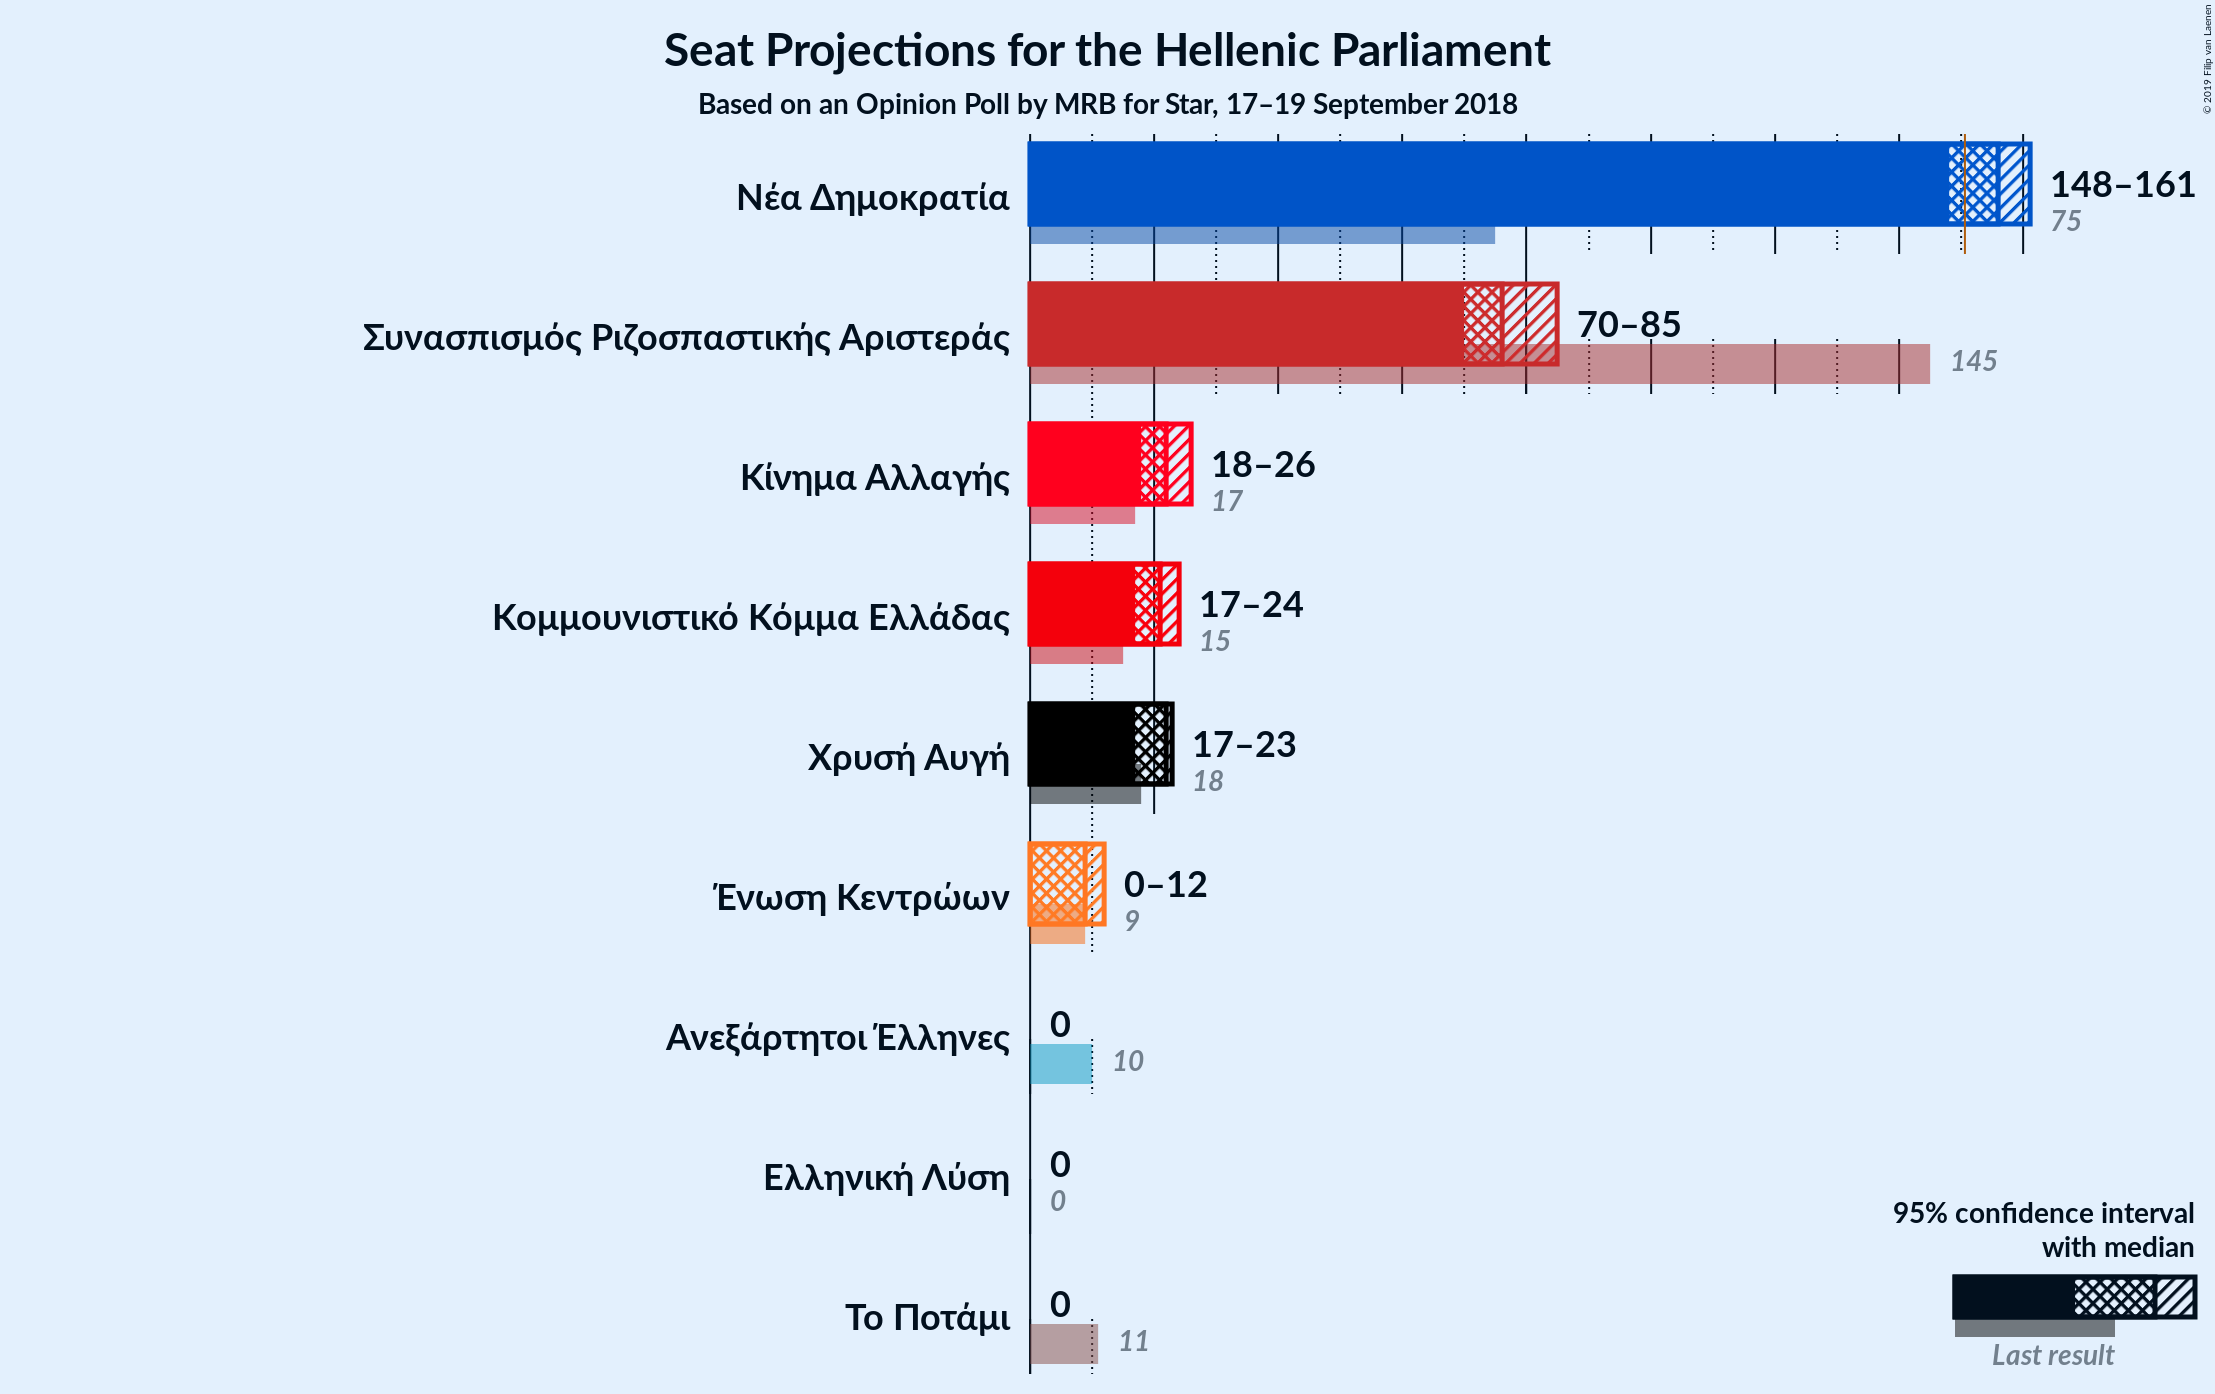 Seat Projections for the Hellenic Parliament
Based on an Opinion Poll by MRB for Star, 17–19 September 2018
© 2019 Filip van Laenen
Νέα Δημοκρατία
148–161
75
Συνασπισμός Ριζοσπαστικής Αριστεράς
70–85
145
Κίνημα Αλλαγής
18–26
17
Κομμουνιστικό Κόμμα Ελλάδας
17–24
15
Χρυσή Αυγή
17–23
18
Ένωση Κεντρώων
0–12
9
Ανεξάρτητοι Έλληνες
0
10
Ελληνική Λύση
0
0
Το Ποτάμι
0
11
95% confidence interval
with median
Last result